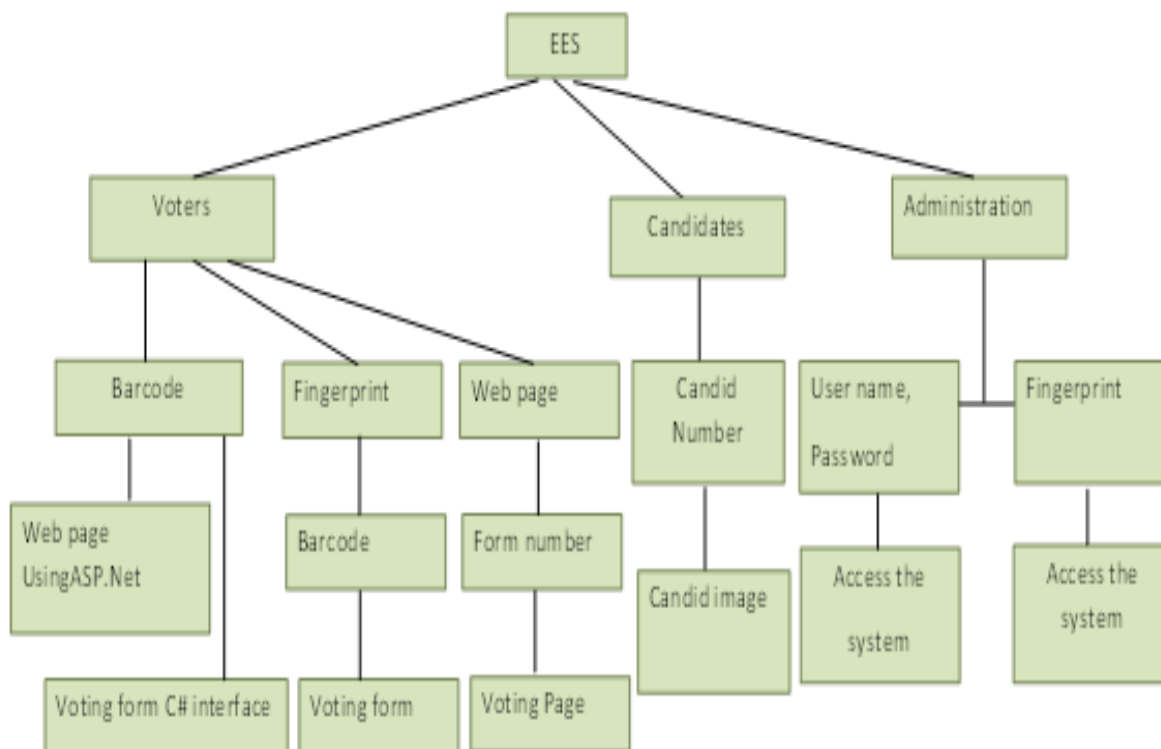 EES
Voters
Candidates
Administration
Barcode
Fingerprint
Web page
Candid
Number
User name,
Password
Fingerprint
Web page
UsingASP.Net
Barcode
Form number
Candid image
Access the
system
Access the
system
Voting form C# interface
Voting form
Voting Page